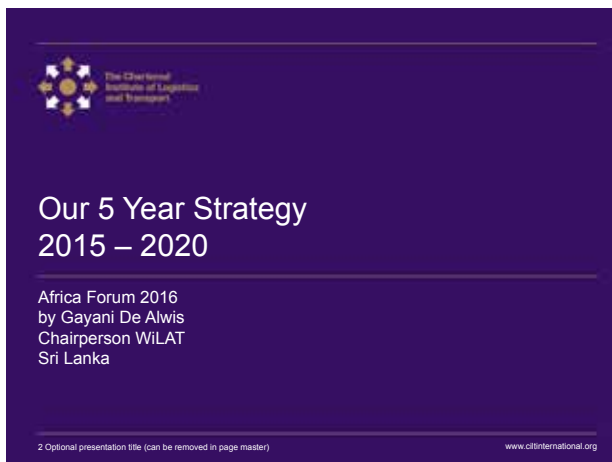 The Chartered
Institute of Logistics
and Transport
Our 5 Year Strategy
2015 – 2020
Africa Forum 2016
by Gayani De Alwis
Chairperson WiLAT
Sri Lanka
2 Optional presentation title (can be removed in page master)
www.ciltinternational.org